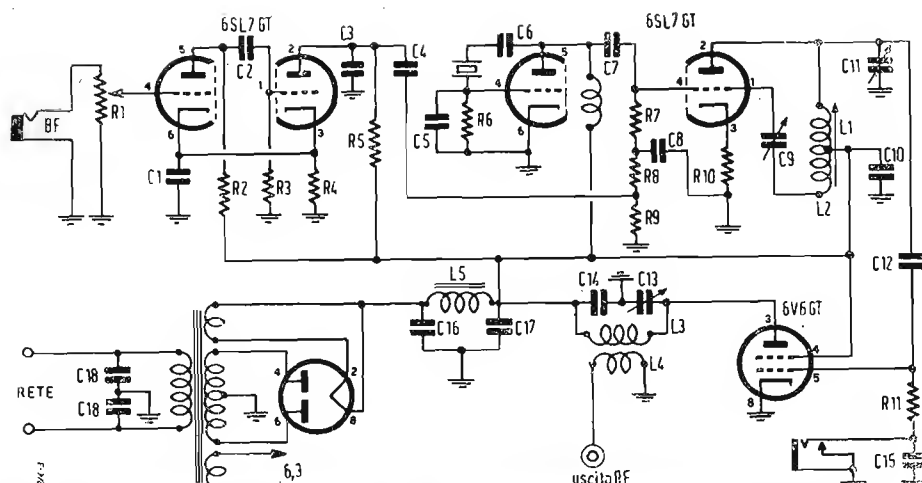 6SL7GT
6SL7GT
5
C2
2
C3
C4
C6
5
C7
2
C11
4
1
4
4
1
BF
R1
6
3
R5
C5
R6
6
R7
3
C9
L1
C10
C8
C1
R2
R3
R4
R8
R10
L2
R9
C12
L5
C14
C13
6V6GT
C16
C17
L3
3
4
5
L4
8
R11
RETE
C18
C18
4
2
6
8
6,3
C15
uscita RF